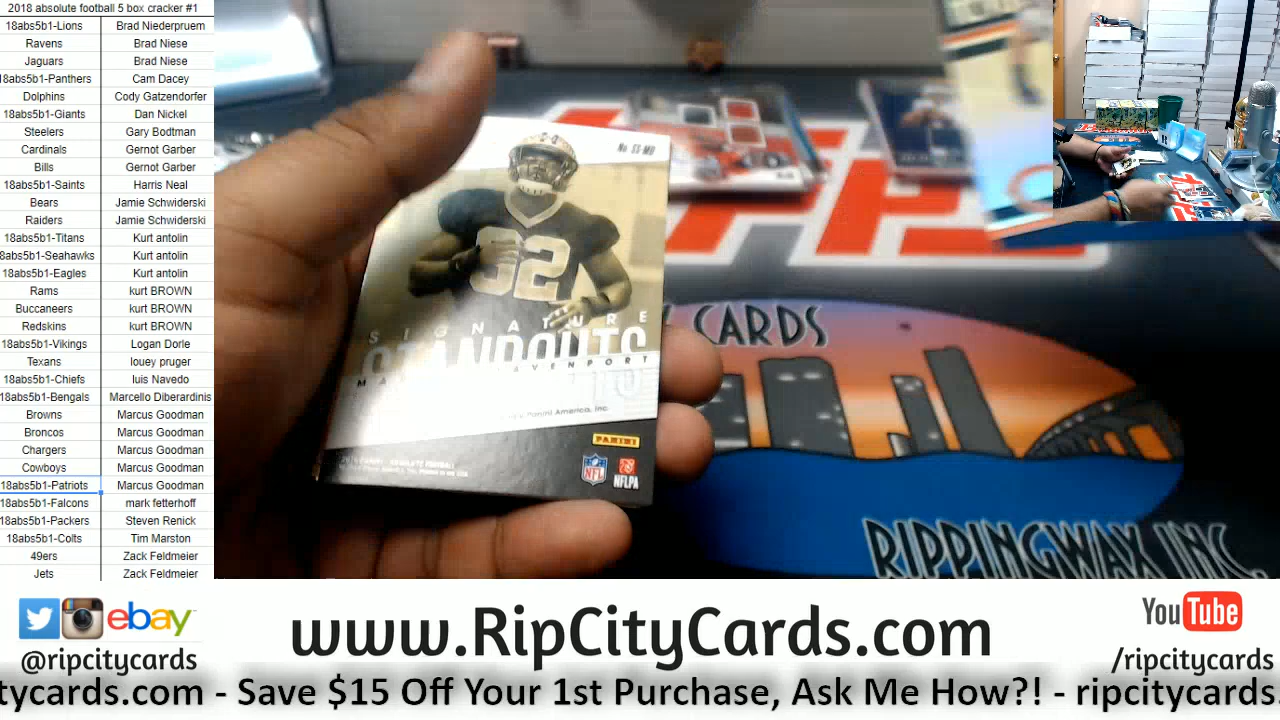 2018 absolute football 5 box cracker #1
18abs5b1-Lions Brad Niederpruem
Ravens Brad Niese
Jaguars Brad Niese
18abs5b1-Panthers Cam Dacey
Dolphins Cody Gatzendorfer
18abs5b1-Giants Dan Nickel
Steelers Gary Bodtman
Cardinals Gernot Garber
Bills Gernot Garber
18abs5b1-Saints Harris Neal
Bears Jamie Schwiderski
Raiders Jamie Schwiderski
18abs5b1-Titans Kurt antolin
8abs5b1-Seahawks Kurt antolin
18abs5b1-Eagles Kurt antolin
Rams kurt BROWN
Buccaneers kurt BROWN
Redskins kurt BROWN
18abs5b1-Vikings Logan Dorle
Texans louey pruger
18abs5b1-Chiefs luis Navedo
18abs5b1-Bengals Marcello Diberardinis
Browns Marcus Goodman
Broncos Marcus Goodman
Chargers Marcus Goodman
Cowboys Marcus Goodman
18abs5b1-Patriots Marcus Goodman
18abs5b1-Falcons mark fetterhoff
18abs5b1-Packers Steven Renick
18abs5b1-Colts Tim Marston
49ers Zack Feldmeier
Jets Zack Feldmeier
No. SS-MD
92
SIGNATURE
STANDOUTS
Panini America, Inc.
PANINI
NFL
NFLPA
CARDS
RIPPINGWAX INC.
ebay
@ripcitycards
www.RipCityCards.com
YouTube
/ripcitycards
tycards.com - Save $15 Off Your 1st Purchase, Ask Me How?! - ripcitycards.